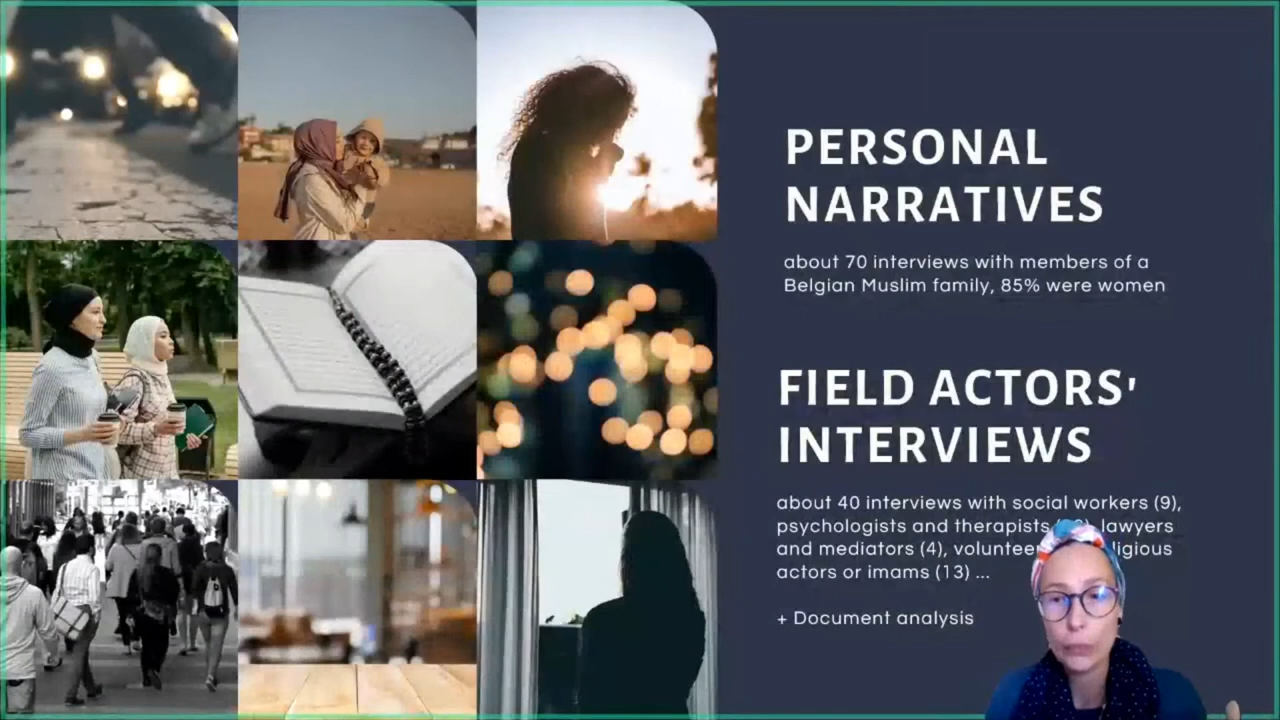 PERSONAL
NARRATIVES
about 70 interviews with members of a
Belgian Muslim family, 85% were women
FIELD ACTORS'
INTERVIEWS
about 40 interviews with social workers (9),
psychologists and therapists lawyers
and mediators (4),
actors or imams (13) ...
+ Document analysis